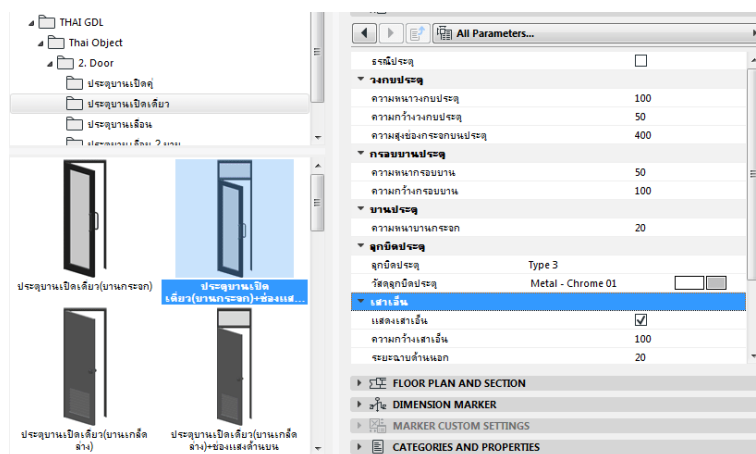 THAI GDL
Thai Object
2. Door
ประตูบานเปิดคู่
ประตูบานเปิดเดี่ยว
ประตูบานเลื่อน
ประตูบานเปิดเดี่ยว(บานกระจก)
ประตูบานเปิด
เดี่ยว(บานกระจก)+ช่องแส...
ประตูบานเปิดเดี่ยว(บานเกล็ด
ล่าง)
ประตูบานเปิดเดี่ยว(บานเกล็ด
ล่าง)+ช่องแสงด้านบน
All Parameters...
ธรณีประตู
วงกบประตู
ความหนาวงกบประตู 100
ความกว้างวงกบประตู 50
ความสูงช่องกระจกบนประตู 400
กรอบบานประตู
ความหนากรอบบาน 50
ความกว้างกรอบบาน 100
บานประตู
ความหนาบานกระจก 20
ลูกบิดประตู
ลูกบิดประตู Type 3
วัสดุลูกบิดประตู Metal - Chrome 01
เสาเอ็น
แสดงเสาเอ็น
ความกว้างเสาเอ็น 100
ระยะฉาบด้านนอก 20
FLOOR PLAN AND SECTION
DIMENSION MARKER
MARKER CUSTOM SETTINGS
CATEGORIES AND PROPERTIES